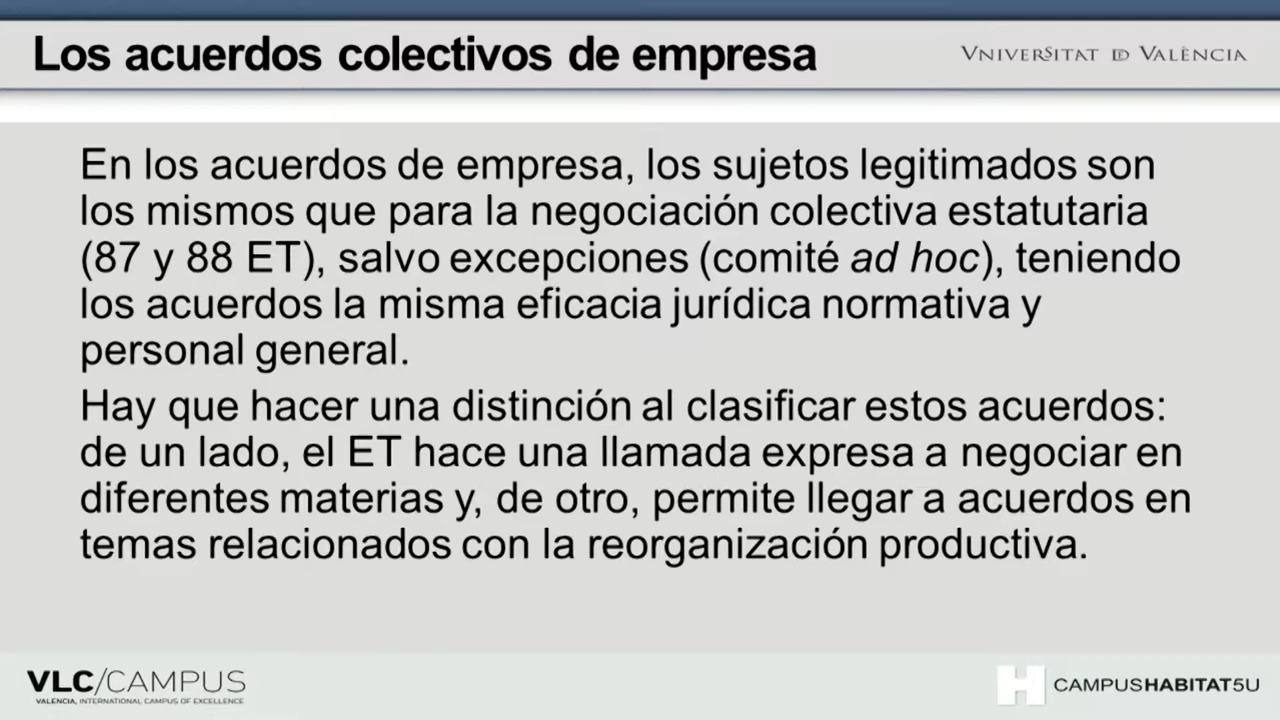 Los acuerdos colectivos de empresa
VNIVERSITAT DE VALÈNCIA
En los acuerdos de empresa, los sujetos legitimados son
los mismos que para la negociación colectiva estatutaria
(87 y 88 ET), salvo excepciones (comité ad hoc), teniendo
los acuerdos la misma eficacia jurídica normativa y
personal general.
Hay que hacer una distinción al clasificar estos acuerdos:
de un lado, el ET hace una llamada expresa a negociar en
diferentes materias y, de otro, permite llegar a acuerdos en
temas relacionados con la reorganización productiva.
VLC/CAMPUS
VALENCIA, INTERNATIONAL CAMPUS OF EXCELLENCE
H CAMPUSHABITAT5U